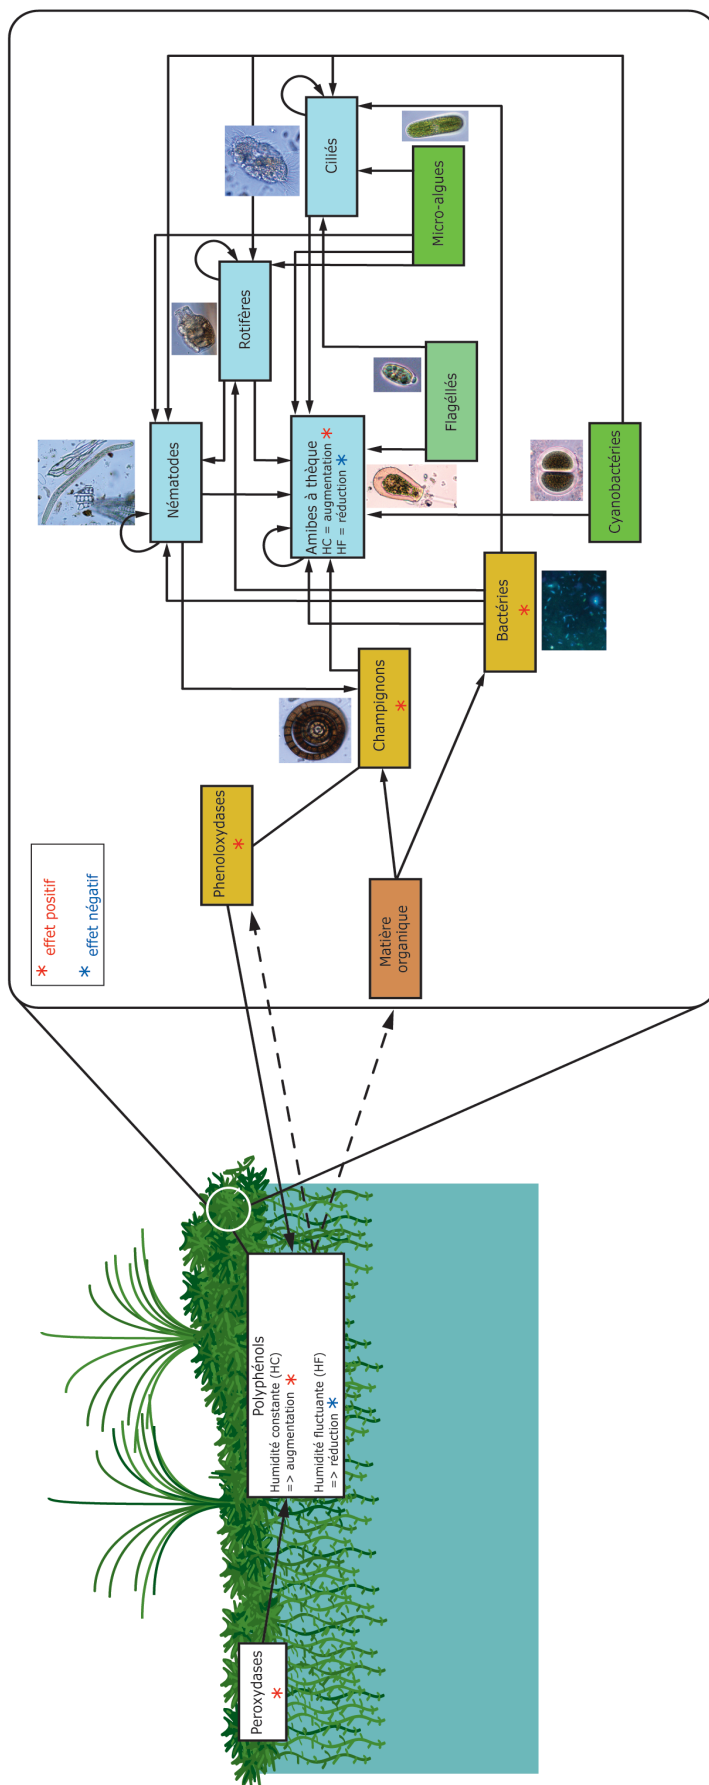 Peroxydases
*
Polyphénols
Humidité constante (HC)
=> augmentation *
Humidité fluctuante (HF)
=> réduction *
* effet positif
* effet négatif
Phenoloxydases
*
Matière
organique
Champignons
*
Bactéries
*
Nématodes
Amibes à thèque
HC = augmentation *
HF = réduction *
Cyanobactéries
Rotifères
Flagéllés
Ciliés
Micro-algues